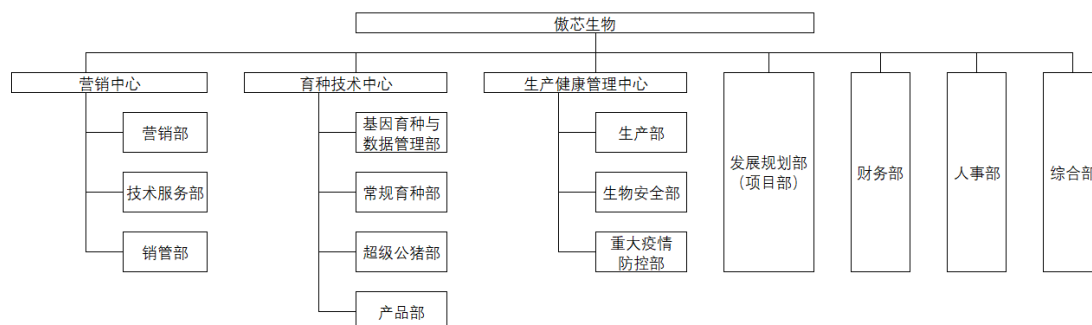 傲芯生物
营销中心
育种技术中心
生产健康管理中心
发展规划部
（项目部）
财务部
人事部
综合部
营销部
技术服务部
销管部
基因育种与
数据管理部
常规育种部
超级公猪部
产品部
生产部
生物安全部
重大疫情
防控部